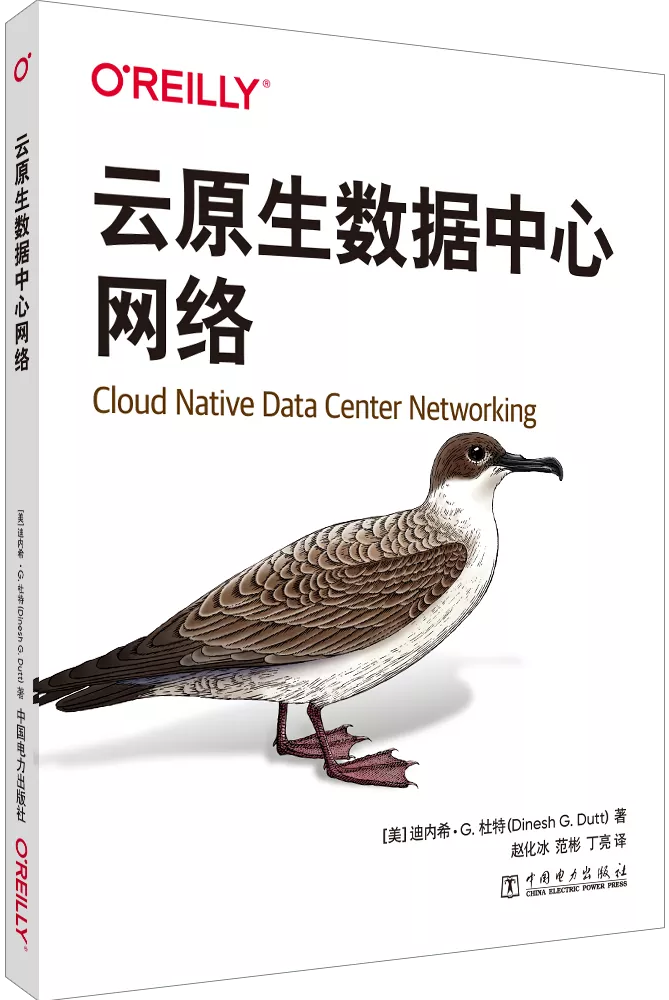 O'REILLY®
云原生数据中心
网络
Cloud Native Data Center Networking
[美] 迪内希·G. 杜特(Dinesh G. Dutt) 著
赵化冰 范彬 丁亮 译
中国电力出版社
CHINA ELECTRIC POWER PRESS
云原生数据中心网络
[美] 迪内希·G. 杜特(Dinesh G. Dutt) 著
中国电力出版社
O'REILLY®